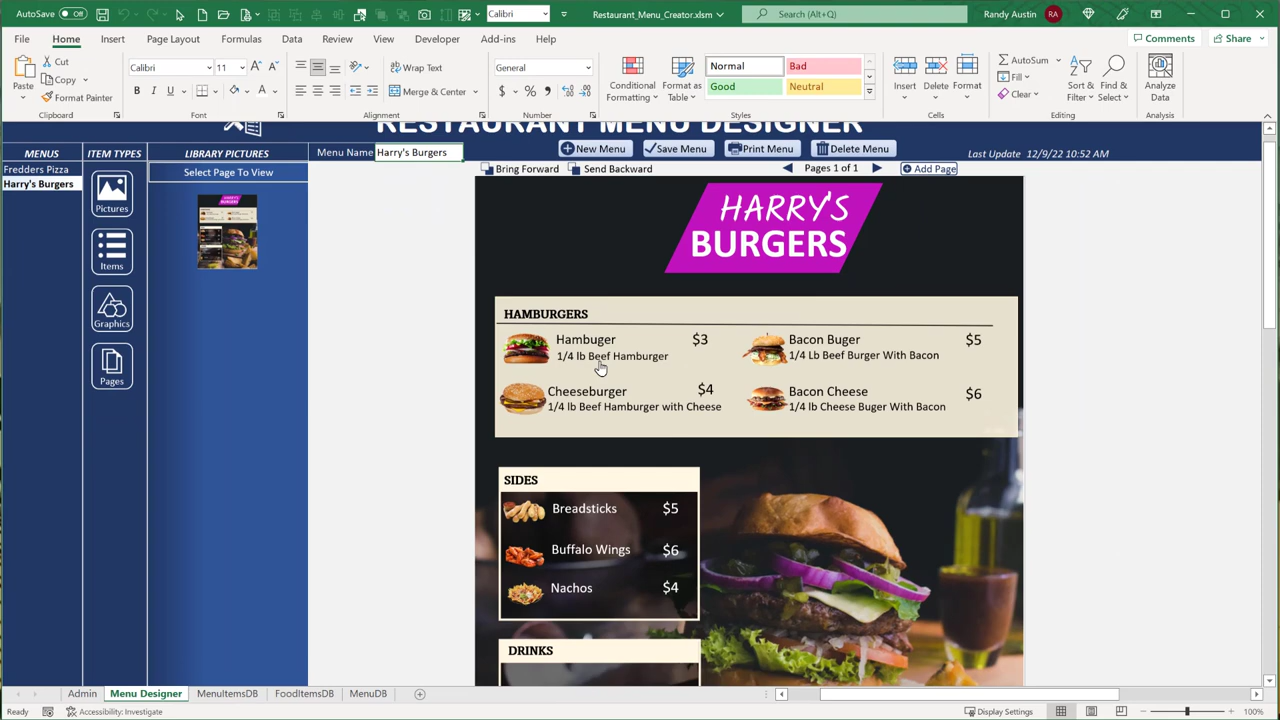 AutoSave Off
Calibri
Restaurant_Menu_Creator.xlsm
Search (Alt+Q)
Randy Austin RA
File Home Insert Page Layout Formulas Data Review View Developer Add-ins Help
Comments Share
Paste
Cut
Copy
Format Painter
Clipboard
Calibri 11
B I U
Font
Wrap Text
Merge & Center
Alignment
General
$ % ,
Number
Conditional Formatting
Format as Table
Normal Bad
Good Neutral
Styles
Insert Delete Format
Cells
AutoSum
Fill
Clear
Sort & Filter
Find & Select
Editing
Analyze Data
Analysis
RESTAURANT MENU DESIGNER
MENUS ITEM TYPES LIBRARY PICTURES Menu Name Harry's Burgers New Menu Save Menu Print Menu Delete Menu Last Update 12/9/22 10:52 AM
Fredders Pizza
Harry's Burgers
Select Page To View
Bring Forward Send Backward Pages 1 of 1 Add Page
Pictures
Items
Graphics
Pages
HARRY'S
BURGERS
HAMBURGERS
Hambuger $3
1/4 lb Beef Hamburger
Bacon Buger $5
1/4 Lb Beef Burger With Bacon
Cheeseburger $4
1/4 lb Beef Hamburger with Cheese
Bacon Cheese $6
1/4 lb Cheese Buger With Bacon
SIDES
Breadsticks $5
Buffalo Wings $6
Nachos $4
DRINKS
Admin Menu Designer MenuItemsDB FoodItemsDB MenuDB
Ready Accessibility: Investigate Display Settings 100%